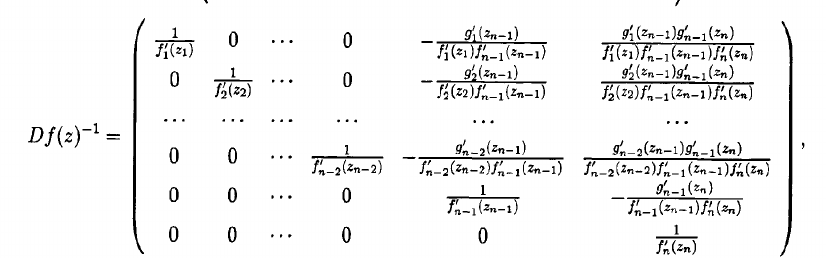 $$Df(z)^{-1} = \begin{pmatrix}
\frac{1}{f_1'(z_1)} & 0 & \cdots & 0 & -\frac{g_1'(z_{n-1})}{f_1'(z_1)f_{n-1}'(z_{n-1})} & \frac{g_1'(z_{n-1})g_{n-1}'(z_n)}{f_1'(z_1)f_{n-1}'(z_{n-1})f_n'(z_n)} \\
0 & \frac{1}{f_2'(z_2)} & \cdots & 0 & -\frac{g_2'(z_{n-1})}{f_2'(z_2)f_{n-1}'(z_{n-1})} & \frac{g_2'(z_{n-1})g_{n-1}'(z_n)}{f_2'(z_2)f_{n-1}'(z_{n-1})f_n'(z_n)} \\
\cdots & \cdots & \cdots & \cdots & \cdots & \cdots \\
0 & 0 & \cdots & \frac{1}{f_{n-2}'(z_{n-2})} & -\frac{g_{n-2}'(z_{n-1})}{f_{n-2}'(z_{n-2})f_{n-1}'(z_{n-1})} & \frac{g_{n-2}'(z_{n-1})g_{n-1}'(z_n)}{f_{n-2}'(z_{n-2})f_{n-1}'(z_{n-1})f_n'(z_n)} \\
0 & 0 & \cdots & 0 & \frac{1}{f_{n-1}'(z_{n-1})} & -\frac{g_{n-1}'(z_n)}{f_{n-1}'(z_{n-1})f_n'(z_n)} \\
0 & 0 & \cdots & 0 & 0 & \frac{1}{f_n'(z_n)}
\end{pmatrix},$$